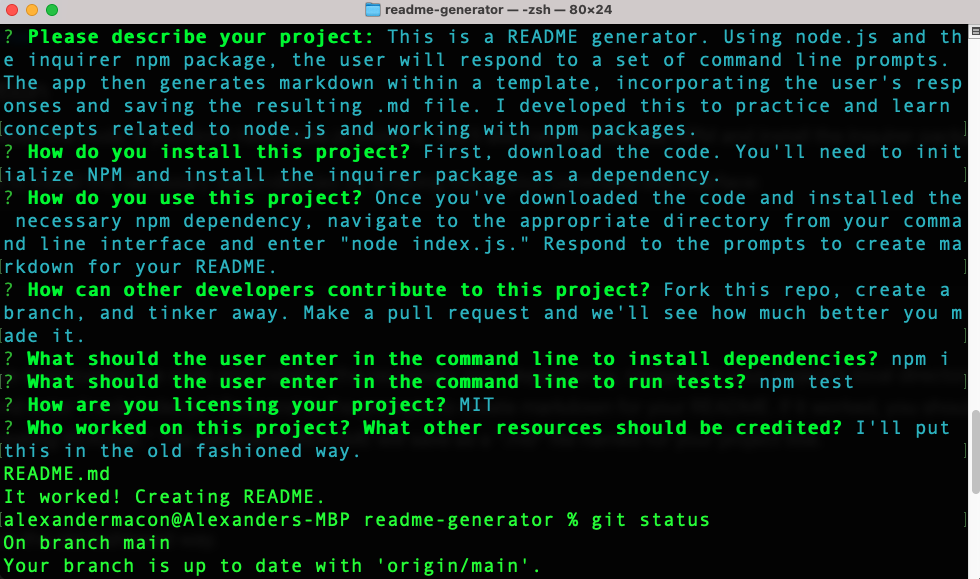 readme-generator — -zsh — 80×24
? Please describe your project: This is a README generator. Using node.js and th
e inquirer npm package, the user will respond to a set of command line prompts.
The app then generates markdown within a template, incorporating the user's resp
onses and saving the resulting .md file. I developed this to practice and learn
concepts related to node.js and working with npm packages.
? How do you install this project? First, download the code. You'll need to init
ialize NPM and install the inquirer package as a dependency.
? How do you use this project? Once you've downloaded the code and installed the
 necessary npm dependency, navigate to the appropriate directory from your comma
nd line interface and enter "node index.js." Respond to the prompts to create ma
rkdown for your README.
? How can other developers contribute to this project? Fork this repo, create a
branch, and tinker away. Make a pull request and we'll see how much better you m
ade it.
? What should the user enter in the command line to install dependencies? npm i
? What should the user enter in the command line to run tests? npm test
? How are you licensing your project? MIT
? Who worked on this project? What other resources should be credited? I'll put
this in the old fashioned way.
README.md
It worked! Creating README.
alexandermacon@Alexanders-MBP readme-generator % git status
On branch main
Your branch is up to date with 'origin/main'.